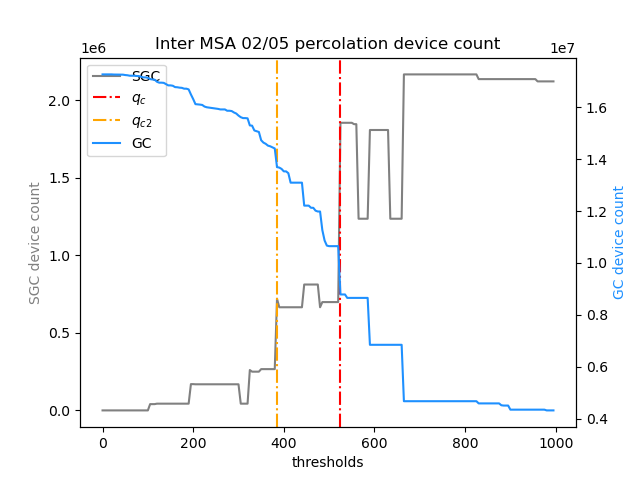 Inter MSA 02/05 percolation device count
1e6
1e7
SGC
q_c
q_c2
GC
2.0
1.5
1.0
0.5
0.0
SGC device count
1.6
1.4
1.2
1.0
0.8
0.6
0.4
GC device count
0 200 400 600 800 1000
thresholds